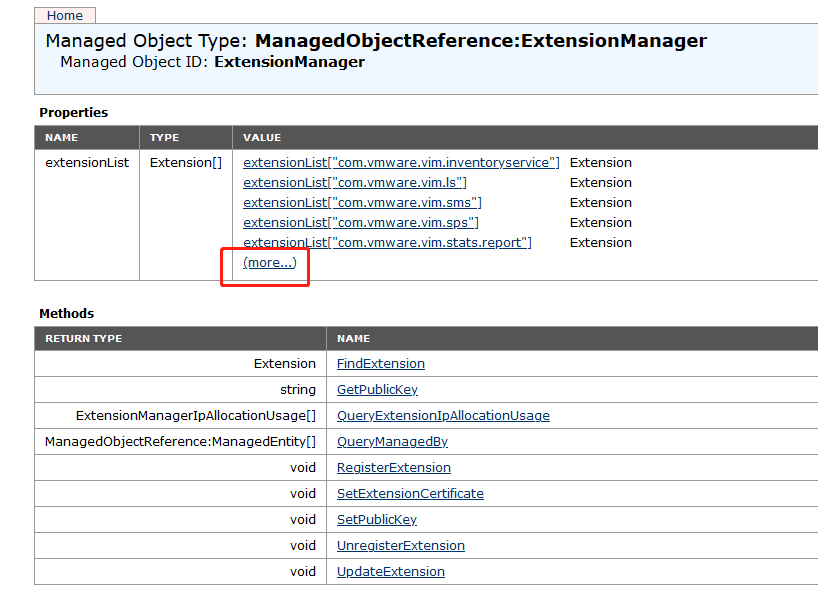 Home
Managed Object Type: ManagedObjectReference:ExtensionManager
Managed Object ID: ExtensionManager
Properties
NAME TYPE VALUE
extensionList Extension[] extensionList["com.vmware.vim.inventoryservice"] Extension
extensionList["com.vmware.vim.ls"] Extension
extensionList["com.vmware.vim.sms"] Extension
extensionList["com.vmware.vim.sps"] Extension
extensionList["com.vmware.vim.stats.report"] Extension
(more...)
Methods
RETURN TYPE NAME
Extension FindExtension
string GetPublicKey
ExtensionManagerIpAllocationUsage[] QueryExtensionIpAllocationUsage
ManagedObjectReference:ManagedEntity[] QueryManagedBy
void RegisterExtension
void SetExtensionCertificate
void SetPublicKey
void UnregisterExtension
void UpdateExtension